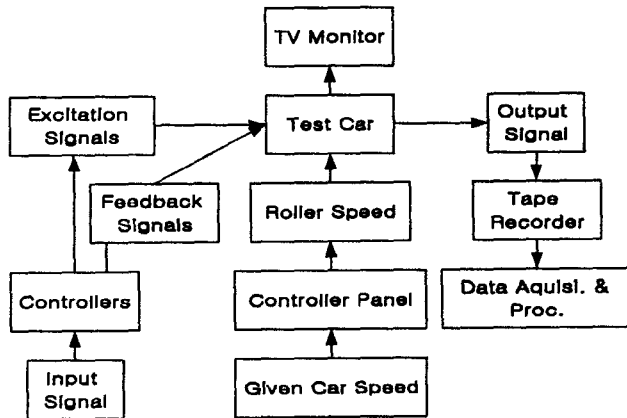 TV Monitor
Excitation
Signals
Test Car
Output
Signal
Feedback
Signals
Roller Speed
Tape
Recorder
Controllers
Controller Panel
Data Aquisi. &
Proc.
Input
Signal
Given Car Speed